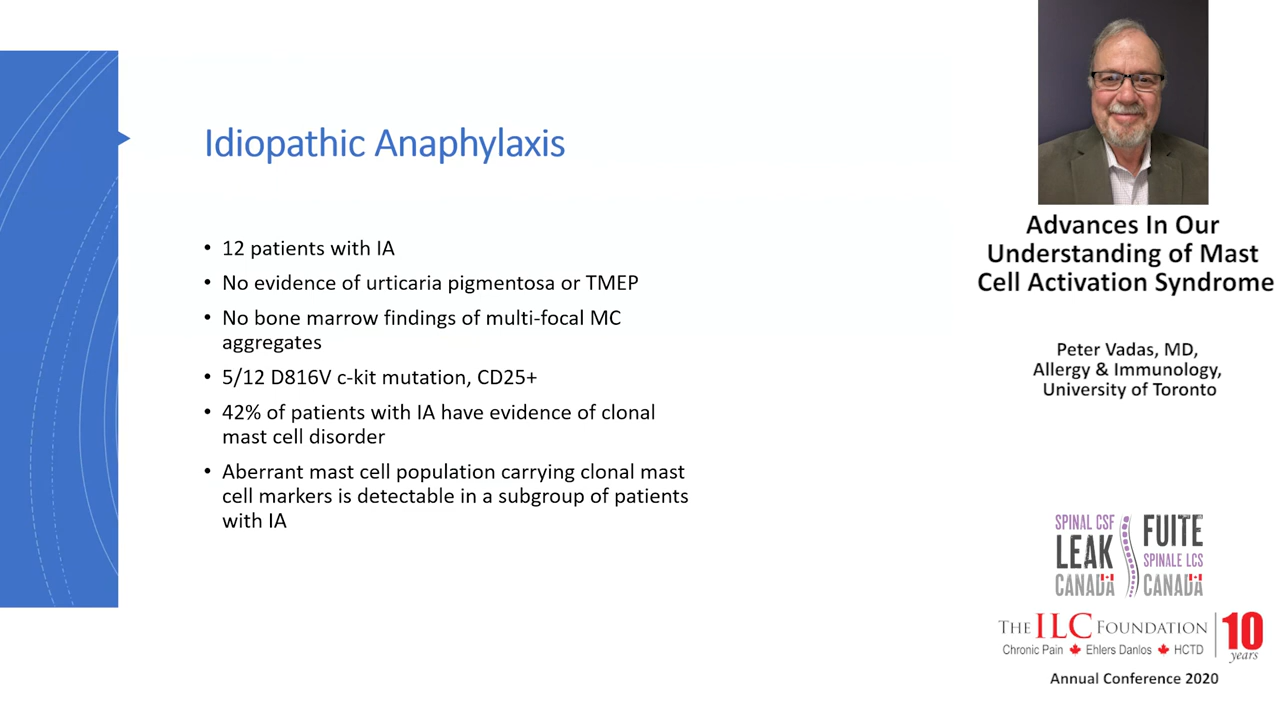 Idiopathic Anaphylaxis
• 12 patients with IA
• No evidence of urticaria pigmentosa or TMEP
• No bone marrow findings of multi-focal MC
aggregates
• 5/12 D816V c-kit mutation, CD25+
• 42% of patients with IA have evidence of clonal
mast cell disorder
• Aberrant mast cell population carrying clonal mast
cell markers is detectable in a subgroup of patients
with IA
Advances In Our
Understanding of Mast
Cell Activation Syndrome
Peter Vadas, MD,
Allergy & Immunology,
University of Toronto
SPINAL CSF
LEAK
CANADA
FUITE
SPINALE LCS
CANADA
THE ILC FOUNDATION
Chronic Pain Ehlers Danlos HCTD
10
years
Annual Conference 2020